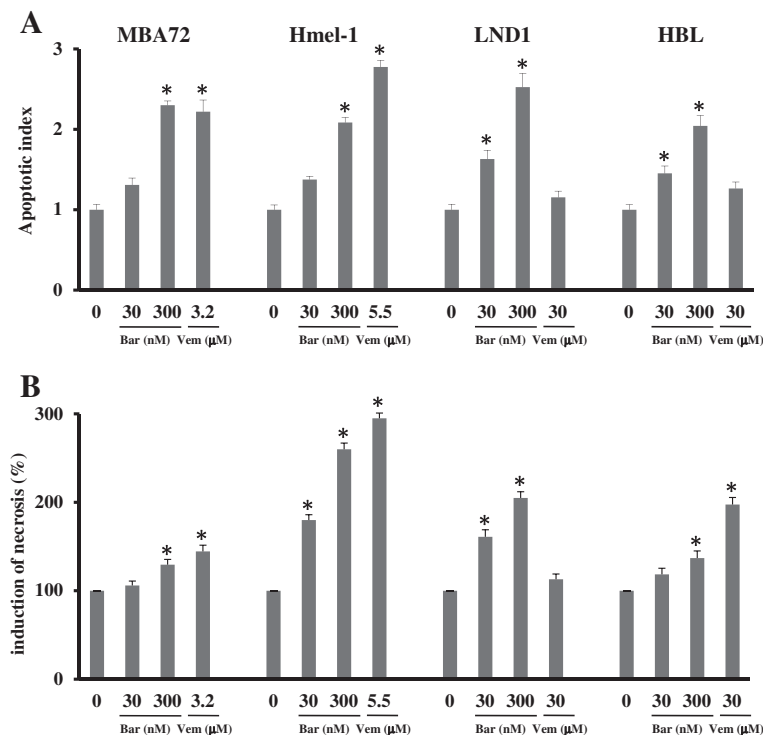 A
MBA72 Hmel-1 LND1 HBL
3
2
1
0
Apoptotic index
* * * * * * * *
0 30 300 3.2 0 30 300 5.5 0 30 300 30 0 30 300 30
Bar (nM) Vem (μM) Bar (nM) Vem (μM) Bar (nM) Vem (μM) Bar (nM) Vem (μM)
B
300
200
100
0
induction of necrosis (%)
* * * * * * * * *
0 30 300 3.2 0 30 300 5.5 0 30 300 30 0 30 300 30
Bar (nM) Vem (μM) Bar (nM) Vem (μM) Bar (nM) Vem (μM) Bar (nM) Vem (μM)